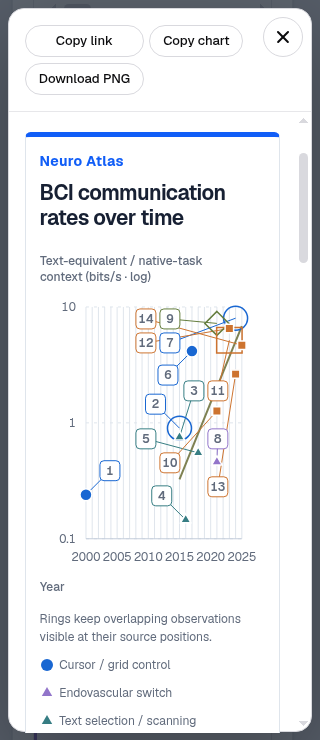 Copy link
Copy chart
Download PNG
Neuro Atlas
BCI communication
rates over time
Text-equivalent / native-task
context (bits/s · log)
10
14
9
12
7
6
3
11
2
1
5
8
10
1
13
4
0.1
2000 2005 2010 2015 2020 2025
Year
Rings keep overlapping observations
visible at their source positions.
Cursor / grid control
Endovascular switch
Text selection / scanning